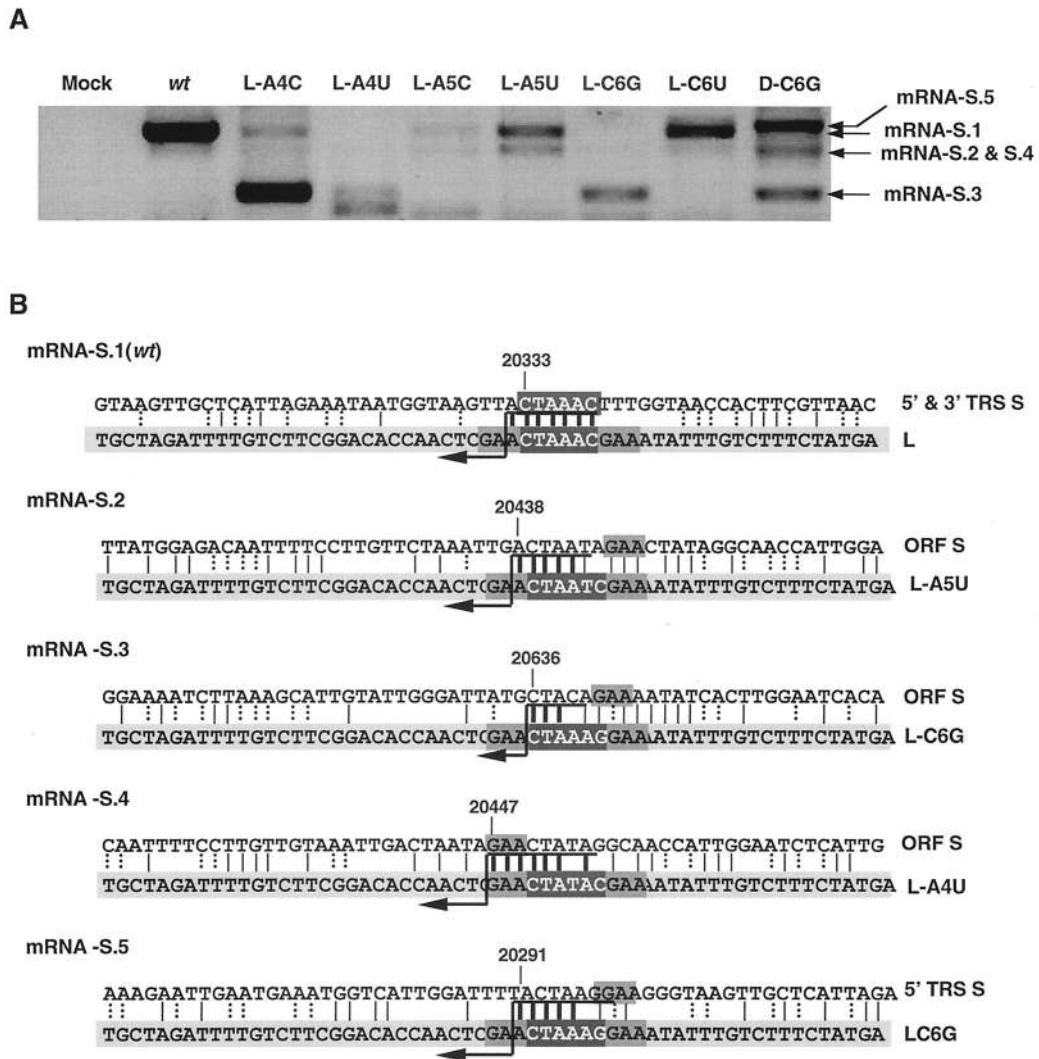 A
Mock wt L-A4C L-A4U L-A5C L-A5U L-C6G L-C6U D-C6G
mRNA-S.5
mRNA-S.1
mRNA-S.2 & S.4
mRNA-S.3
B
mRNA-S.1(wt)
20333
GTAAGTTGCTCATTAGAAATAATGGTAAGTTACTAAACTTTGGTAACCACTTCGTTAAC 5' & 3' TRS S
TGCTAGATTTTGTCTTCGGACACCAACTCGAACTAAACGAAATATTTGTCTTTCTATGA L
mRNA-S.2
20438
TTATGGAGACAATTTTCCTTGTTCTAAATTGACTAATAGAACTATAGGCAACCATTGGA ORF S
TGCTAGATTTTGTCTTCGGACACCAACTCGAACTAATCGAAATATTTGTCTTTCTATGA L-A5U
mRNA -S.3
20636
GGAAAATCTTAAAGCATTGTATTGGGATTATGCTACAGAAAATATCACTTGGAATCACA ORF S
TGCTAGATTTTGTCTTCGGACACCAACTCGAACTAAAGGAAATATTTGTCTTTCTATGA L-C6G
mRNA -S.4
20447
CAATTTTCCTTGTTGTAAATTGACTAATAGAACTATAGGCAACCATTGGAATCTCATTG ORF S
TGCTAGATTTTGTCTTCGGACACCAACTCGAACTATACGAAATATTTGTCTTTCTATGA L-A4U
mRNA -S.5
20291
AAAGAATTGAATGAAATGGTCATTGGATTTTACTAAGGAAGGGTAAGTTGCTCATTAGA 5' TRS S
TGCTAGATTTTGTCTTCGGACACCAACTCGAACTAAAGGAAATATTTGTCTTTCTATGA LC6G